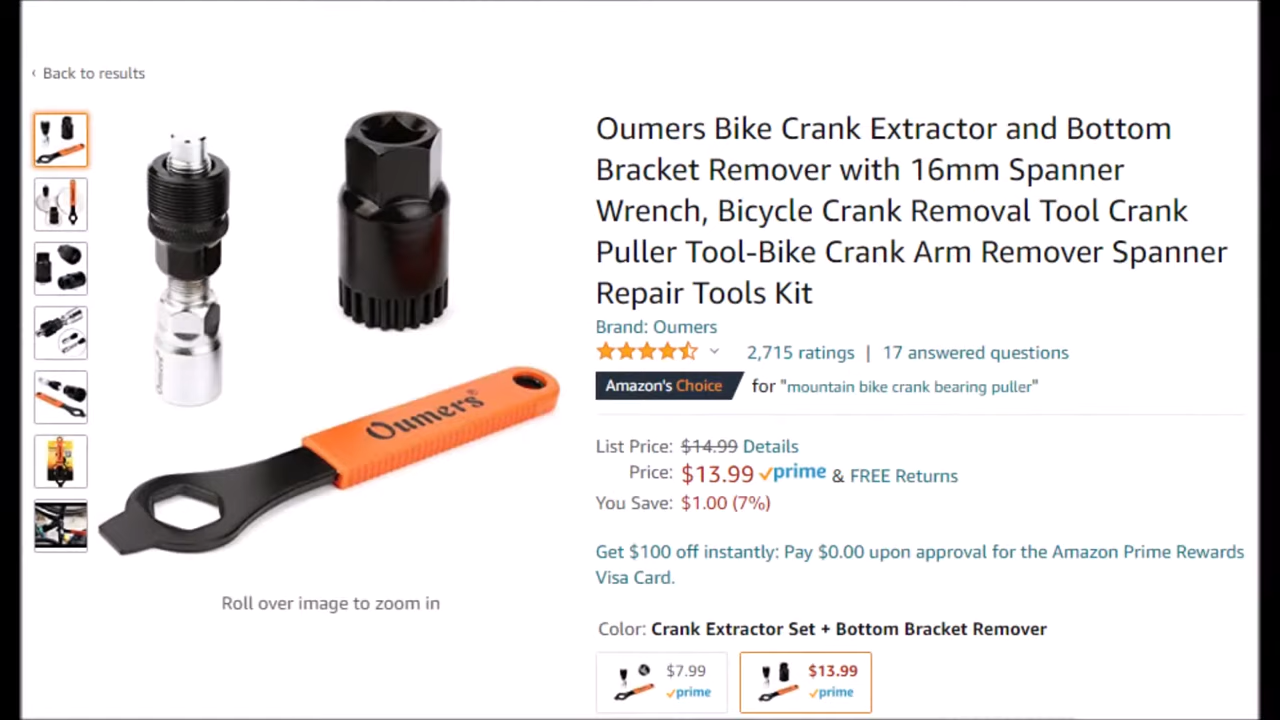 ‹ Back to results
Oumers Bike Crank Extractor and Bottom
Bracket Remover with 16mm Spanner
Wrench, Bicycle Crank Removal Tool Crank
Puller Tool-Bike Crank Arm Remover Spanner
Repair Tools Kit
Brand: Oumers
2,715 ratings | 17 answered questions
Amazon's Choice for "mountain bike crank bearing puller"
List Price: $14.99 Details
Price: $13.99 prime & FREE Returns
You Save: $1.00 (7%)
Get $100 off instantly: Pay $0.00 upon approval for the Amazon Prime Rewards
Visa Card.
Color: Crank Extractor Set + Bottom Bracket Remover
$7.99
prime
$13.99
prime
Oumers®
Oumers
Roll over image to zoom in